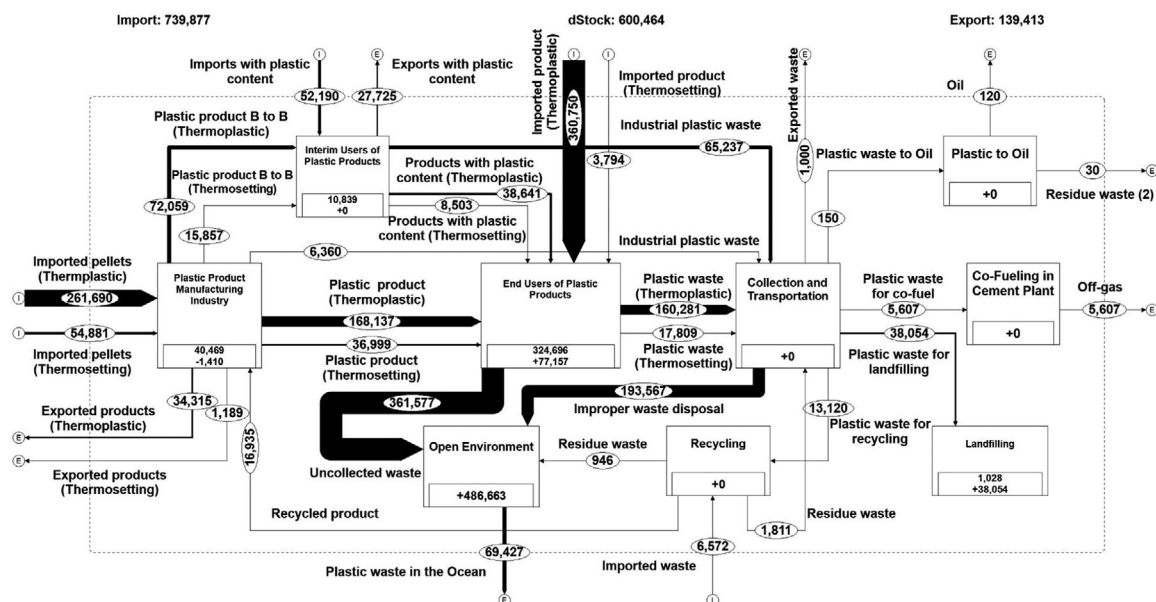 Import: 739,877
dStock: 600,464
Export: 139,413
I
E
I
I
E
E
Imports with plastic
content
Exports with plastic
content
52,190
27,725
Imported product
(Thermoplastic)
360,750
Imported product
(Thermosetting)
3,794
Exported waste
1,000
Oil
120
Plastic product B to B
(Thermoplastic)
72,059
Interim Users of
Plastic Products
10,839
+0
Industrial plastic waste
65,237
Plastic product B to B
(Thermosetting)
15,857
Products with plastic
content (Thermoplastic)
38,641
8,503
Products with plastic
content (Thermosetting)
Plastic waste to Oil
150
Plastic to Oil
+0
30
E
Residue waste (2)
6,360
Industrial plastic waste
Imported pellets
(Thermplastic)
I
261,690
I
54,881
Imported pellets
(Thermosetting)
Plastic Product
Manufacturing
Industry
40,469
-1,410
Plastic product
(Thermoplastic)
168,137
36,999
Plastic product
(Thermosetting)
End Users of Plastic
Products
324,696
+77,157
Plastic waste
(Thermoplastic)
160,281
17,809
Plastic waste
(Thermosetting)
Collection and
Transportation
+0
Plastic waste
for co-fuel
5,607
Co-Fueling in
Cement Plant
+0
Off-gas
5,607
E
38,054
Plastic waste for
landfilling
34,315
1,189
Exported products
(Thermoplastic)
E
E
Exported products
(Thermosetting)
16,935
361,577
Uncollected waste
193,567
Improper waste disposal
13,120
Plastic waste for
recycling
Open Environment
+486,663
Residue waste
946
Recycling
+0
Landfilling
1,028
+38,054
Recycled product
1,811
Residue waste
69,427
Plastic waste in the Ocean
E
6,572
Imported waste
I